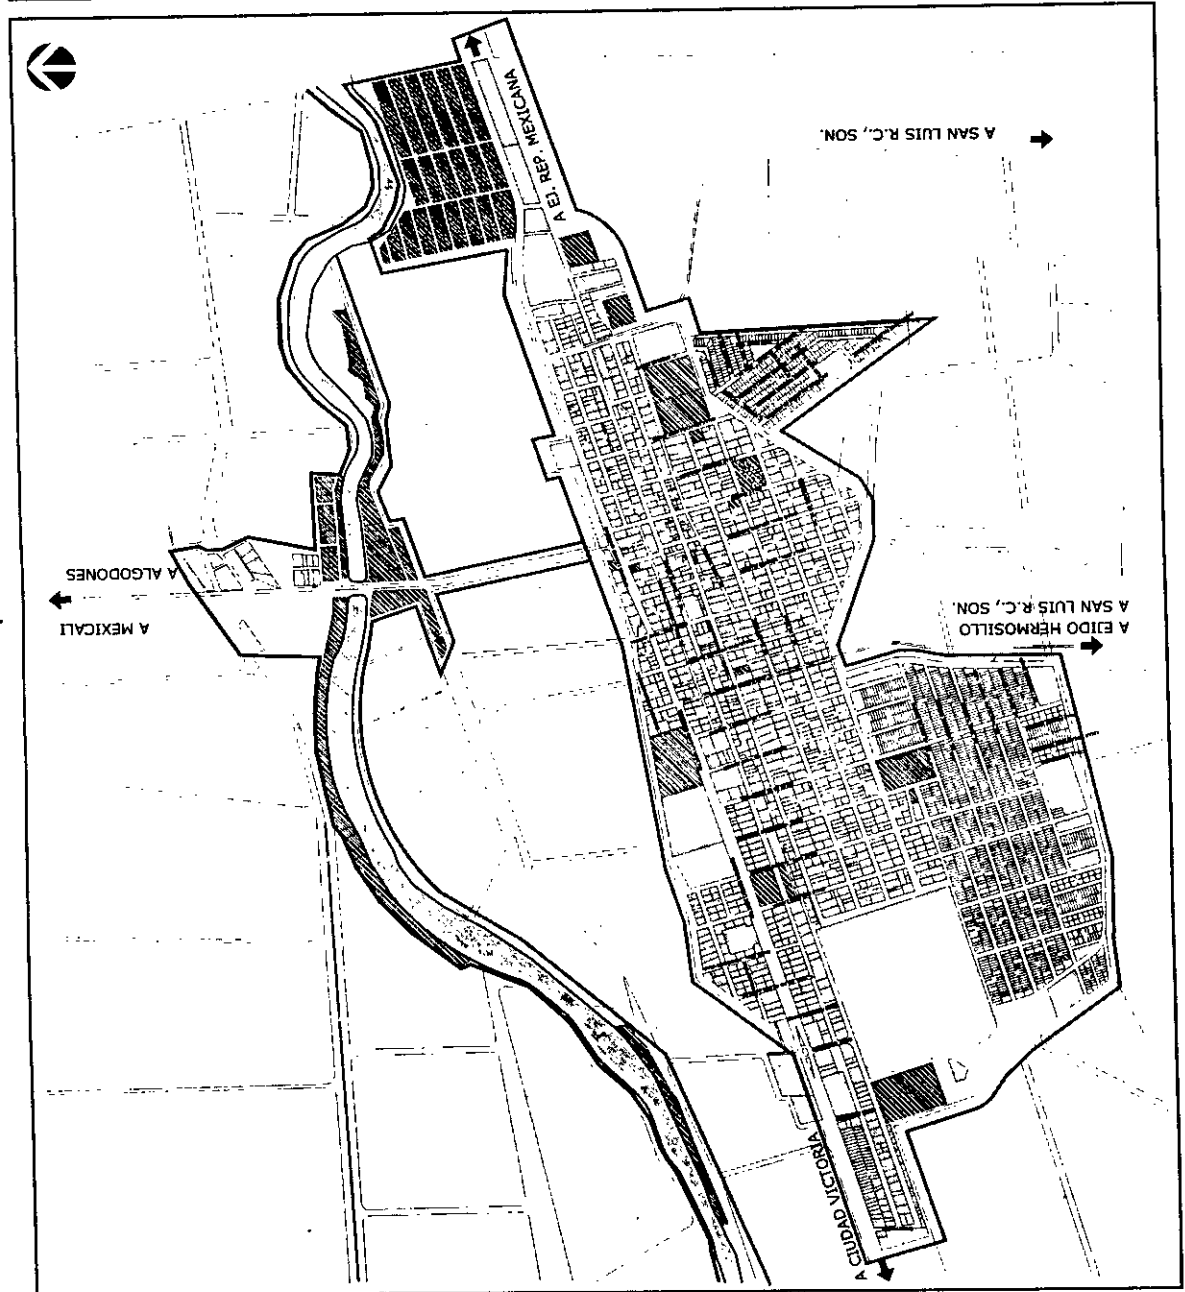 A EJ. REP. MEXICANA
A SAN LUIS R.C., SON.
A ALGODONES
A MEXICALI
A EJIDO HERMOSILLO
A SAN LUIS R.C., SON.
A CIUDAD VICTORIA